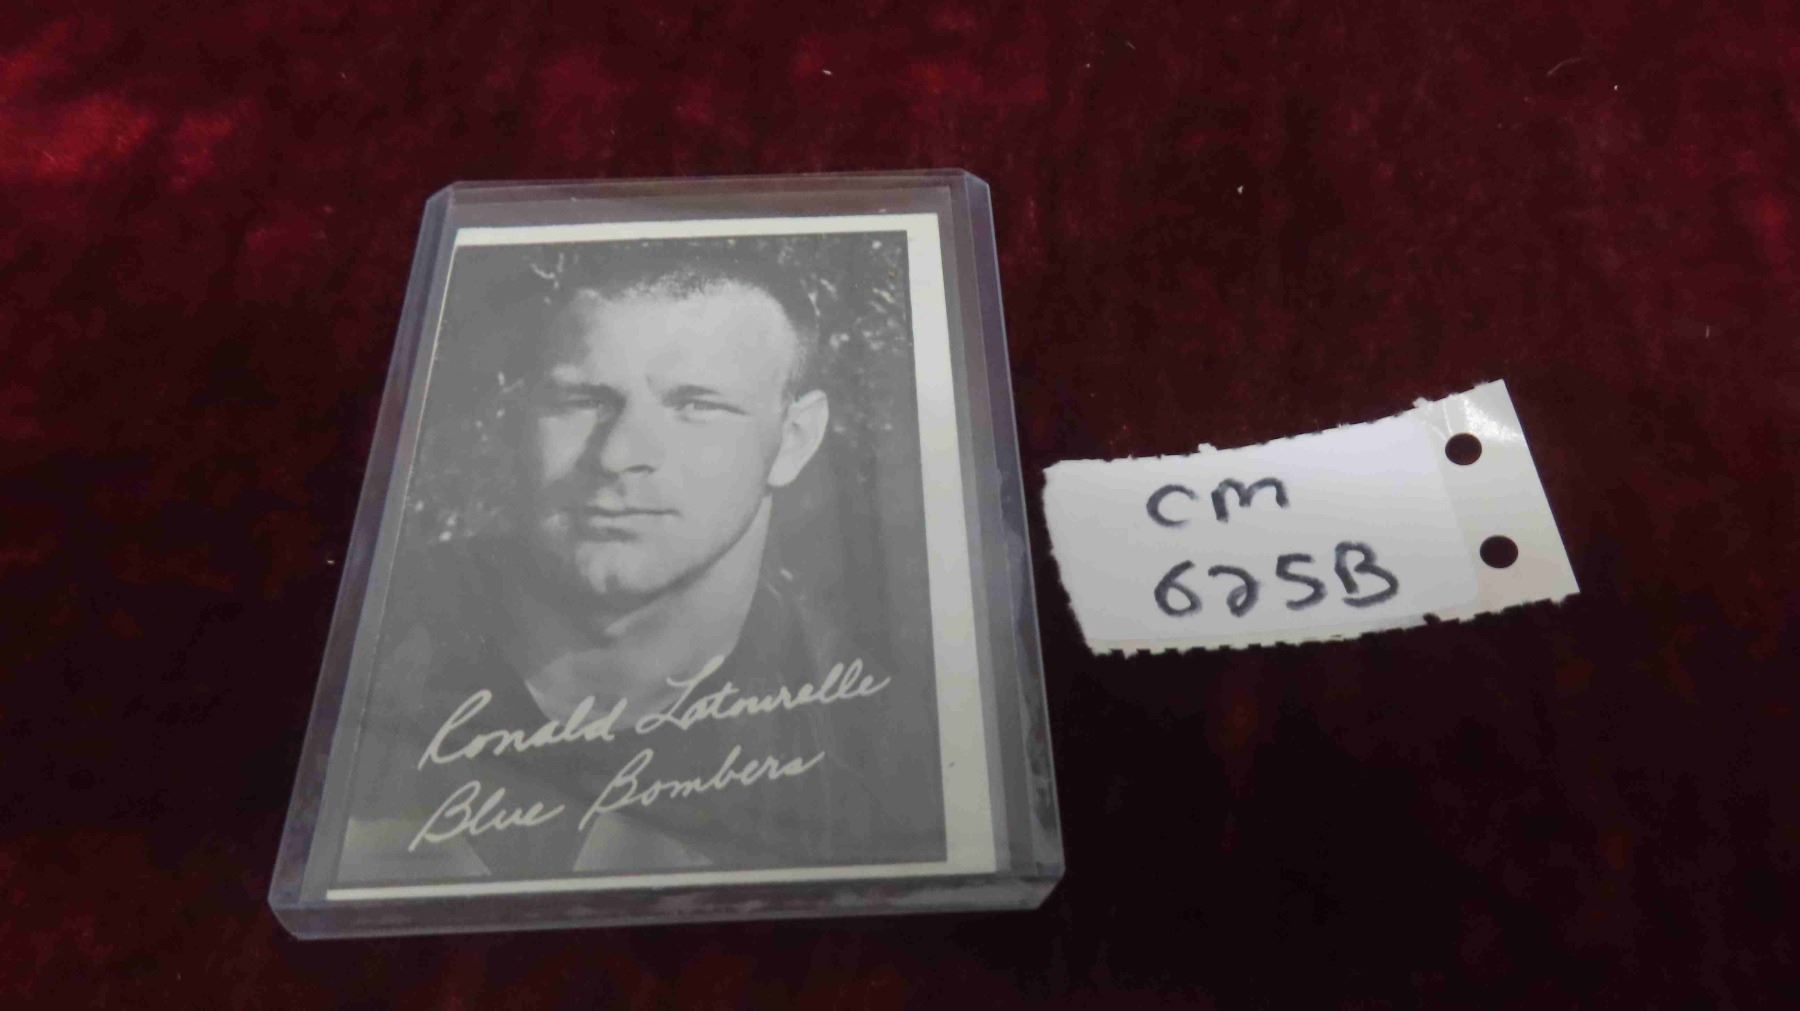 Ronald Latourelle
Blue Bombers
CM
625B